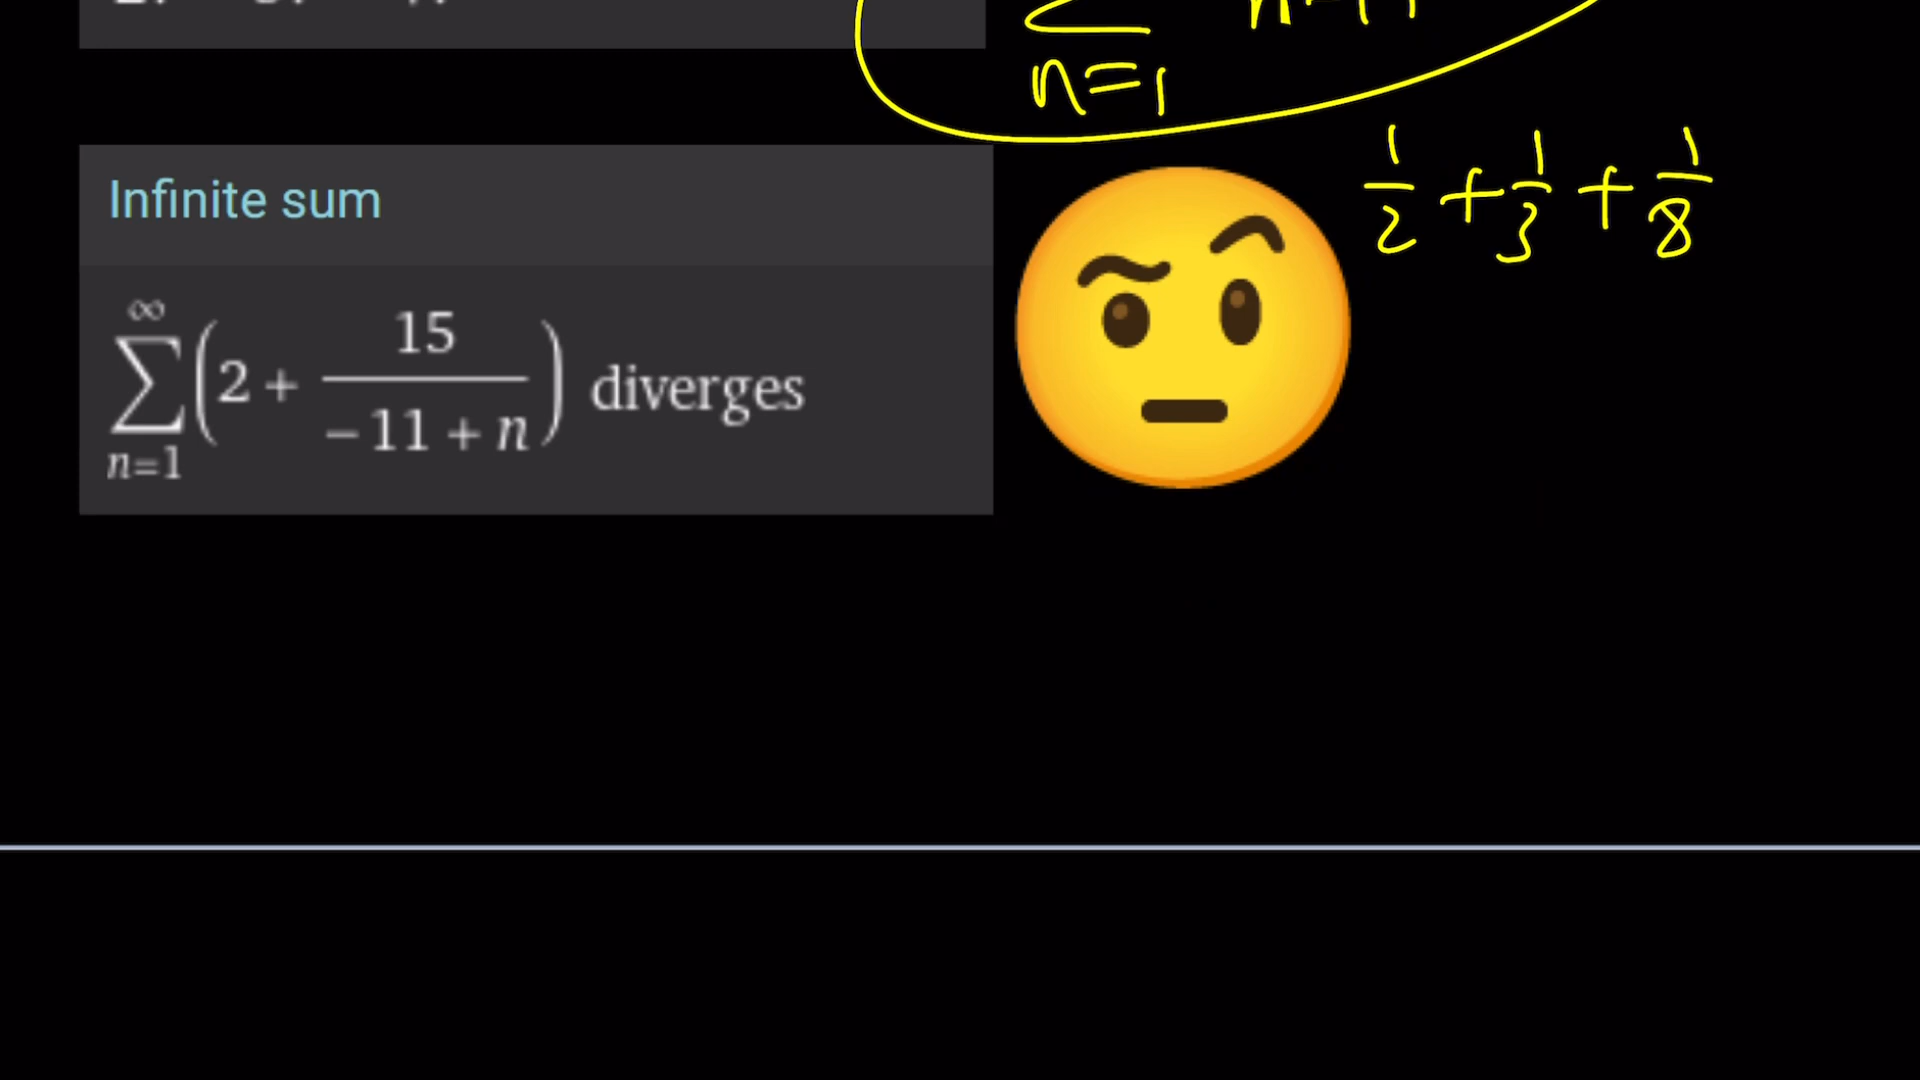 n=1
1/2 + 1/3 + 1/8
Infinite sum
∞
∑ (2 + 15/(−11 + n)) diverges
n=1